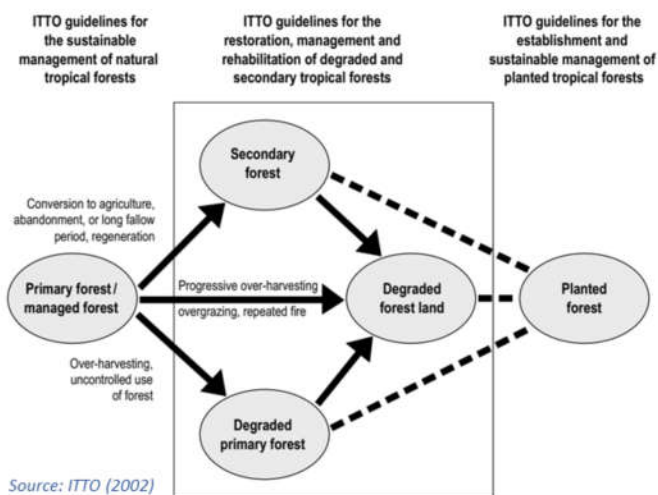 ITTO guidelines for
the sustainable
management of natural
tropical forests
ITTO guidelines for the
restoration, management and
rehabilitation of degraded and
secondary tropical forests
ITTO guidelines for the
establishment and
sustainable management of
planted tropical forests
Secondary
forest
Conversion to agriculture,
abandonment, or long fallow
period, regeneration
Primary forest/
managed forest
Progressive over-harvesting
overgrazing, repeated fire
Degraded
forest land
Planted
forest
Over-harvesting,
uncontrolled use
of forest
Degraded
primary forest
Source: ITTO (2002)